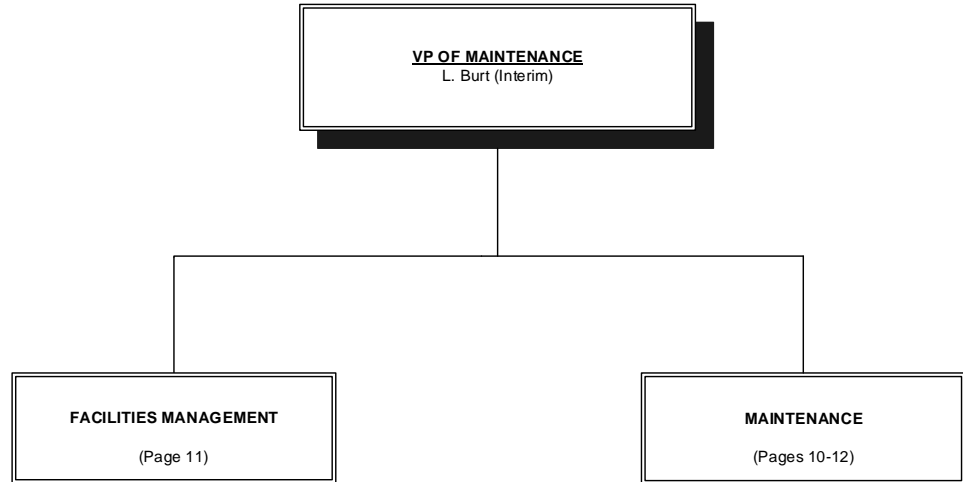 VP OF MAINTENANCE
L. Burt (Interim)
FACILITIES MANAGEMENT
(Page 11)
MAINTENANCE
(Pages 10-12)